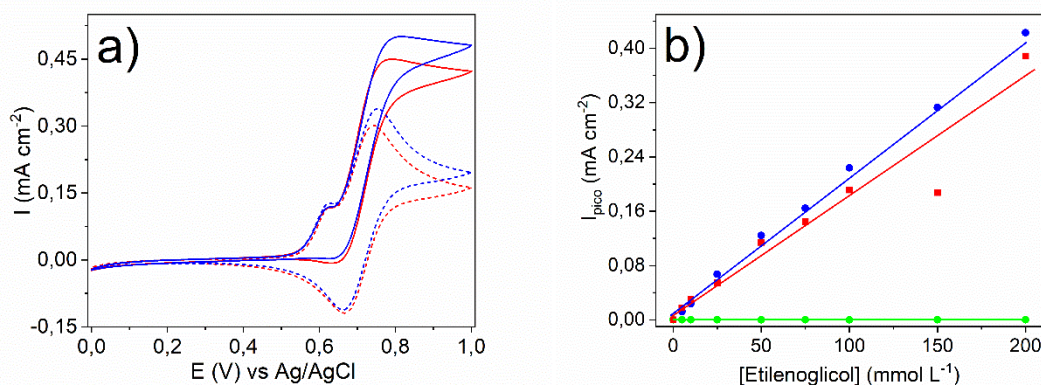 a)
I (mA cm⁻²)
0,45
0,30
0,15
0,00
-0,15
0,0 0,2 0,4 0,6 0,8 1,0
E (V) vs Ag/AgCl
b)
I_pico (mA cm⁻²)
0,40
0,32
0,24
0,16
0,08
0,00
0 50 100 150 200
[Etilenoglicol] (mmol L⁻¹)